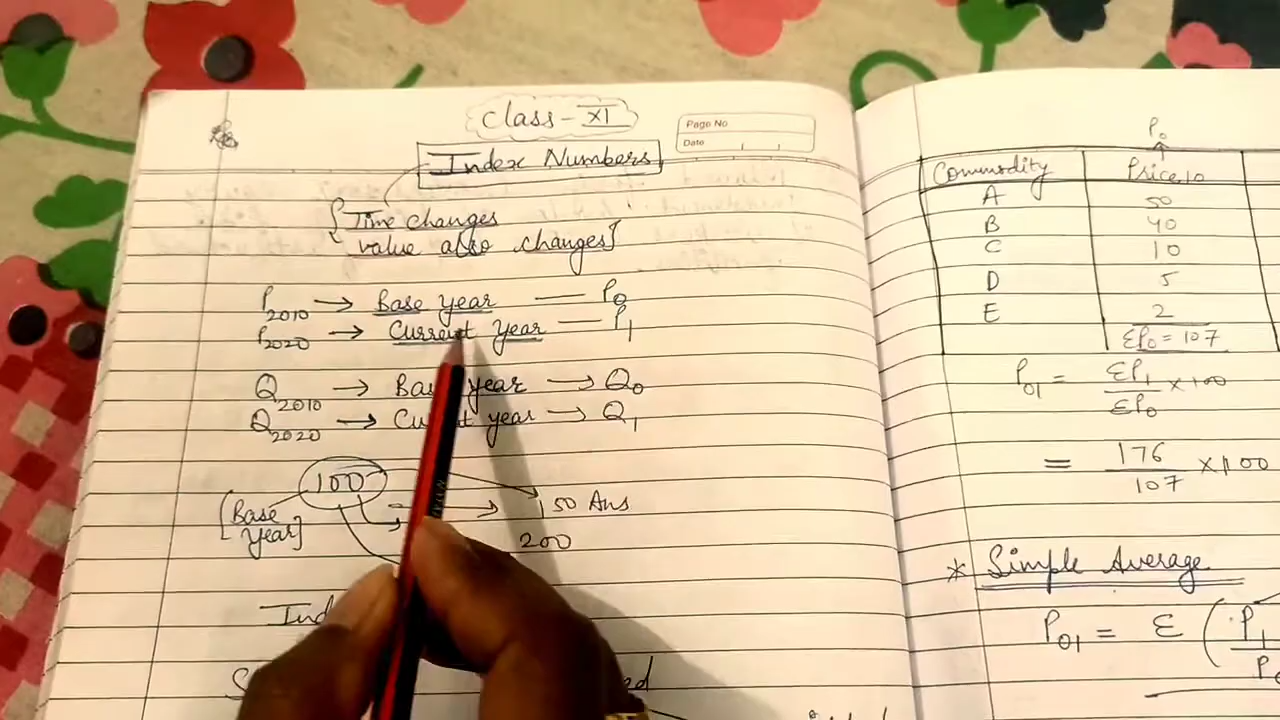 Class - XI
Page No
Date
Index Numbers
{Time changes
value also changes}
P2010 → Base year — P0
P2020 → Current year — P1
Q2010 → Base year → Q0
Q2020 → Current year → Q1
100
[Base
year]
150 Ans
200
P0
Commodity Price
A 50
B 40
C 10
D 5
E 2
ΣP0 = 107
P01 = ΣP1/ΣP0 × 100
= 176/107 × 100
* Simple Average
P01 = Σ (P1/P0